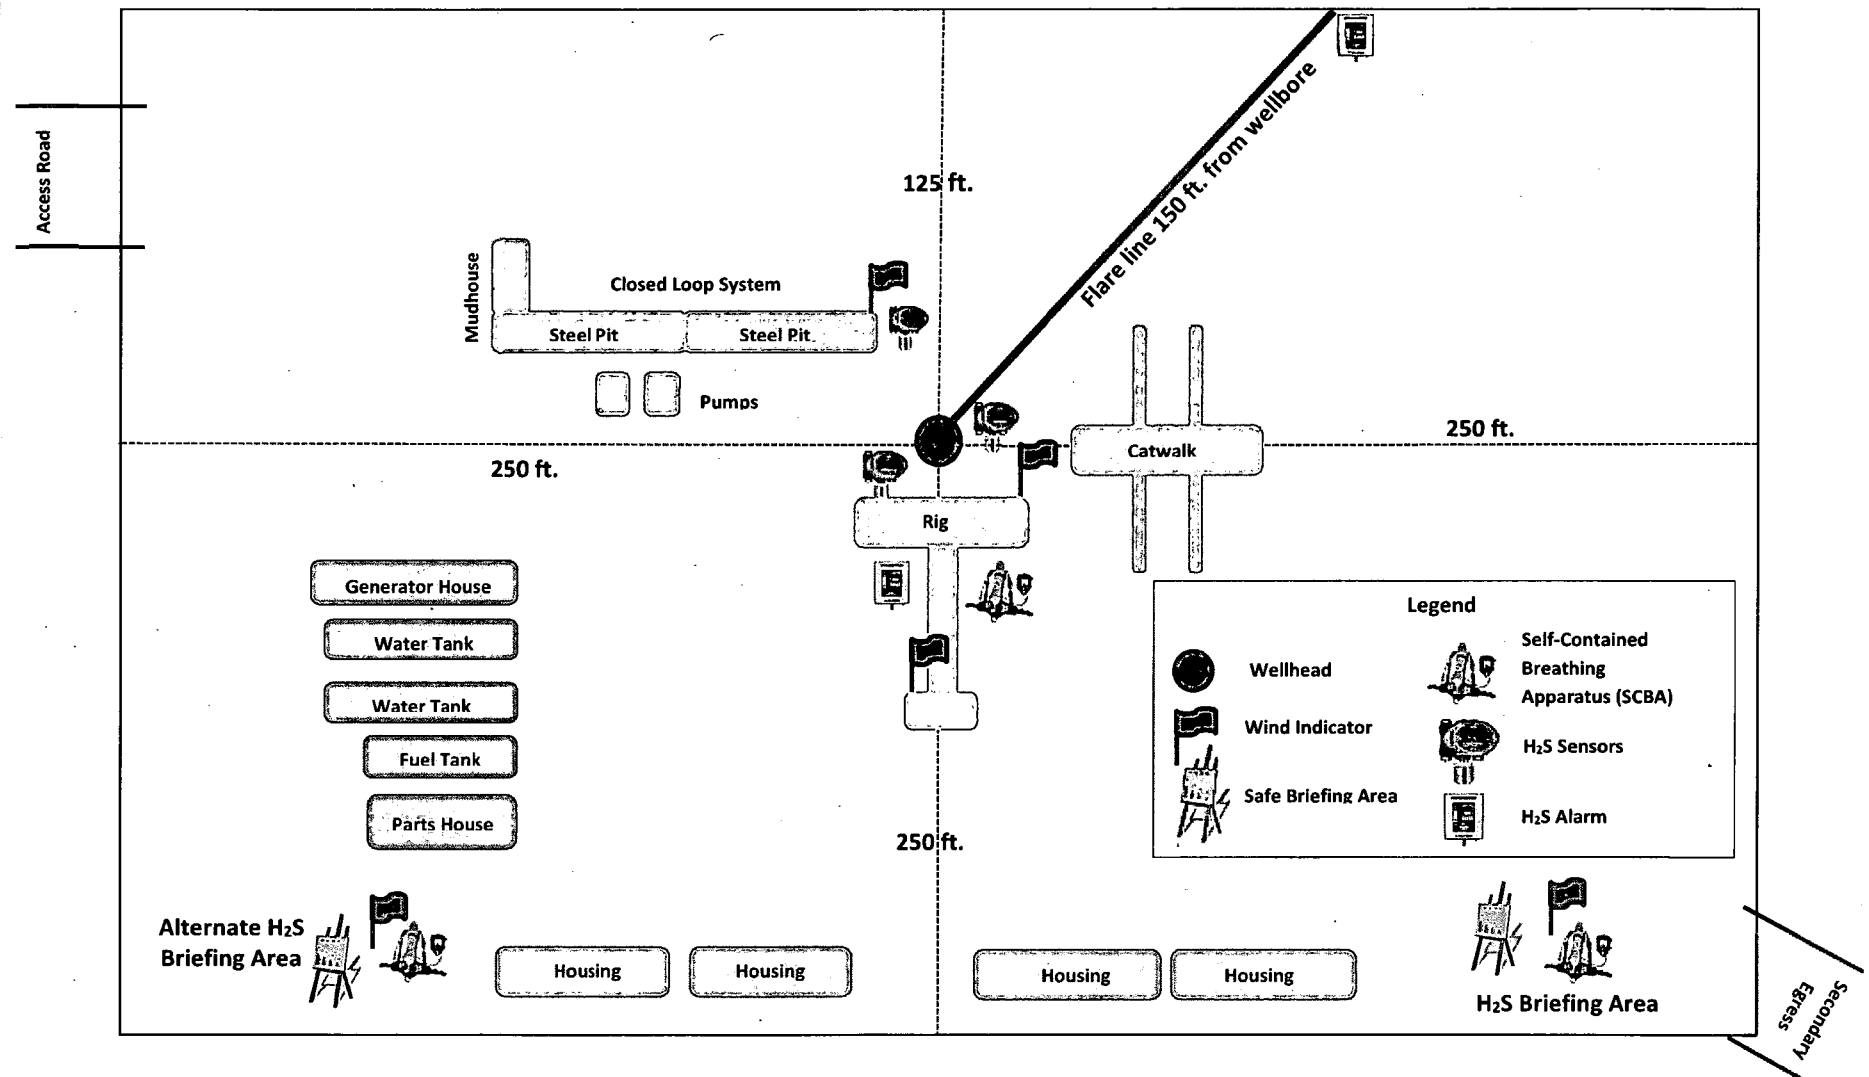 Access Road
125 ft.
Flare line 150 ft. from wellbore
Mudhouse
Closed Loop System
Steel Pit
Steel Pit
Pumps
250 ft.
250 ft.
Catwalk
Rig
Generator House
Water Tank
Water Tank
Fuel Tank
Parts House
Legend
Wellhead
Wind Indicator
Safe Briefing Area
Self-Contained
Breathing
Apparatus (SCBA)
H₂S Sensors
H₂S Alarm
250 ft.
Alternate H₂S
Briefing Area
Housing
Housing
Housing
Housing
H₂S Briefing Area
Secondary
Egress